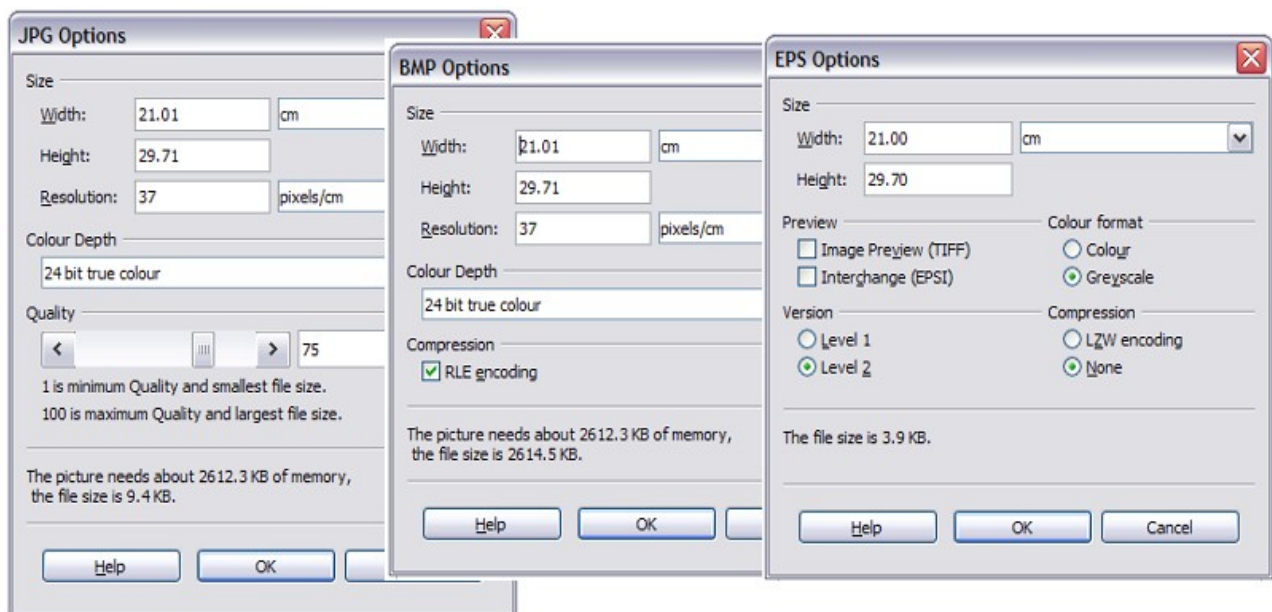 JPG Options
Size
Width: 21.01 cm
Height: 29.71
Resolution: 37 pixels/cm
Colour Depth
24 bit true colour
Quality
75
1 is minimum Quality and smallest file size.
100 is maximum Quality and largest file size.
The picture needs about 2612.3 KB of memory,
the file size is 9.4 KB.
Help OK
BMP Options
Size
Width: 21.01 cm
Height: 29.71
Resolution: 37 pixels/cm
Colour Depth
24 bit true colour
Compression
RLE encoding
The picture needs about 2612.3 KB of memory,
the file size is 2614.5 KB.
Help OK
EPS Options
Size
Width: 21.00 cm
Height: 29.70
Preview Colour format
Image Preview (TIFF) Colour
Interchange (EPSI) Greyscale
Version Compression
Level 1 LZW encoding
Level 2 None
The file size is 3.9 KB.
Help OK Cancel